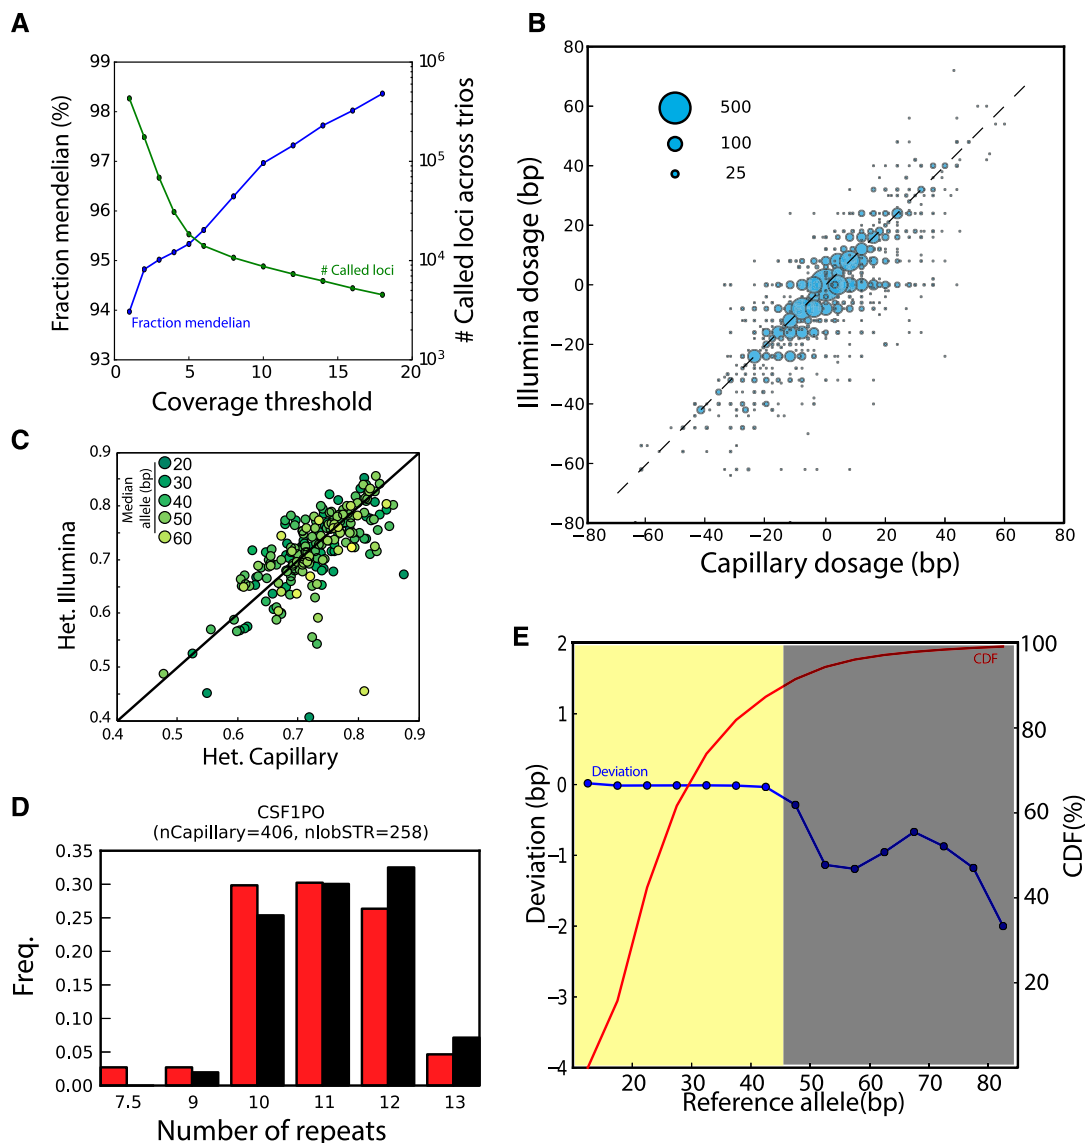 A
Fraction mendelian (%)
99
98
97
96
95
94
93
10^6
10^5
10^4
10^3
# Called loci across trios
# Called loci
Fraction mendelian
0 5 10 15 20
Coverage threshold
B
Illumina dosage (bp)
80
60
40
20
0
−20
−40
−60
−80
500
100
25
−80 −60 −40 −20 0 20 40 60 80
Capillary dosage (bp)
C
Het. Illumina
0.9
0.8
0.7
0.6
0.5
0.4
Median
allele (bp)
20
30
40
50
60
0.4 0.5 0.6 0.7 0.8 0.9
Het. Capillary
D
CSF1PO
(nCapillary=406, nlobSTR=258)
Freq.
0.35
0.30
0.25
0.20
0.15
0.10
0.05
0.00
7.5 9 10 11 12 13
Number of repeats
E
Deviation (bp)
2
1
0
−1
−2
−3
−4
Deviation
CDF
100
80
60
40
20
CDF(%)
20 30 40 50 60 70 80
Reference allele(bp)